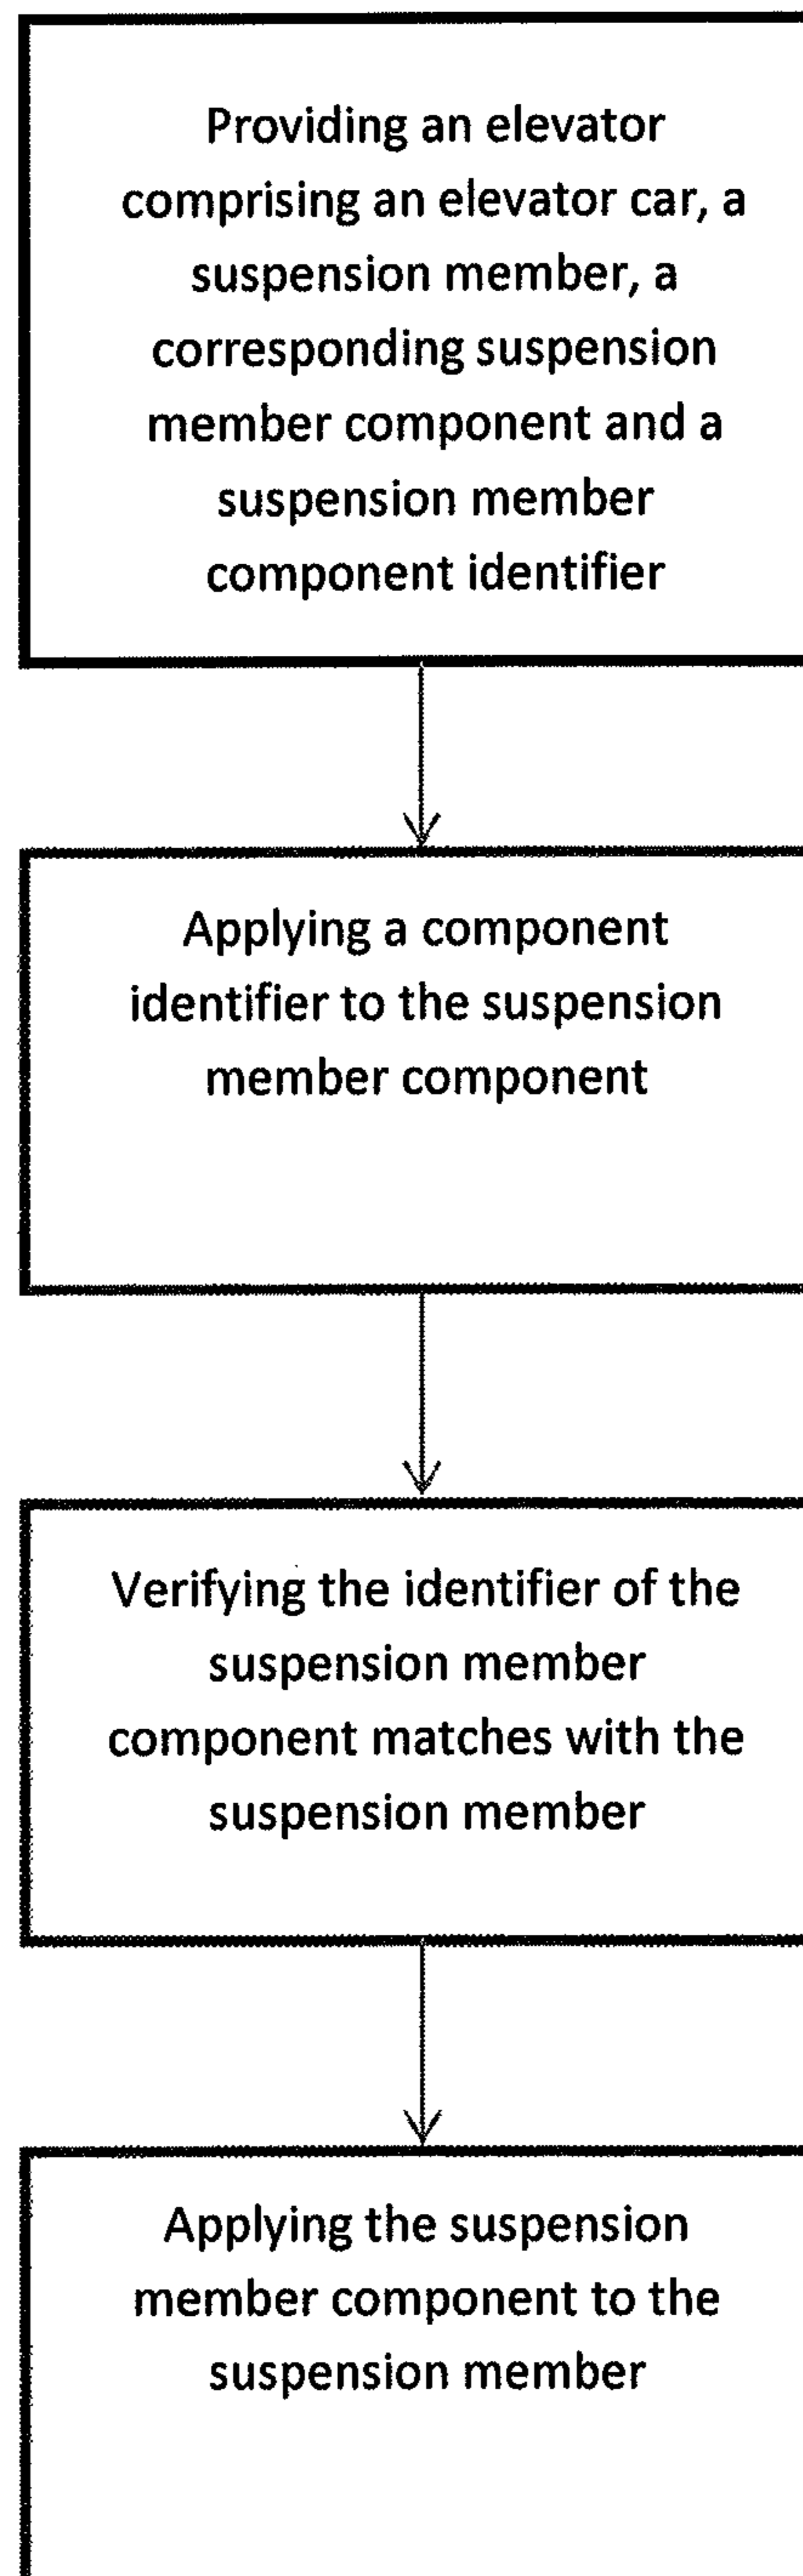 Providing an elevator
comprising an elevator car, a
suspension member, a
corresponding suspension
member component and a
suspension member
component identifier
Applying a component
identifier to the suspension
member component
Verifying the identifier of the
suspension member
component matches with the
suspension member
Applying the suspension
member component to the
suspension member